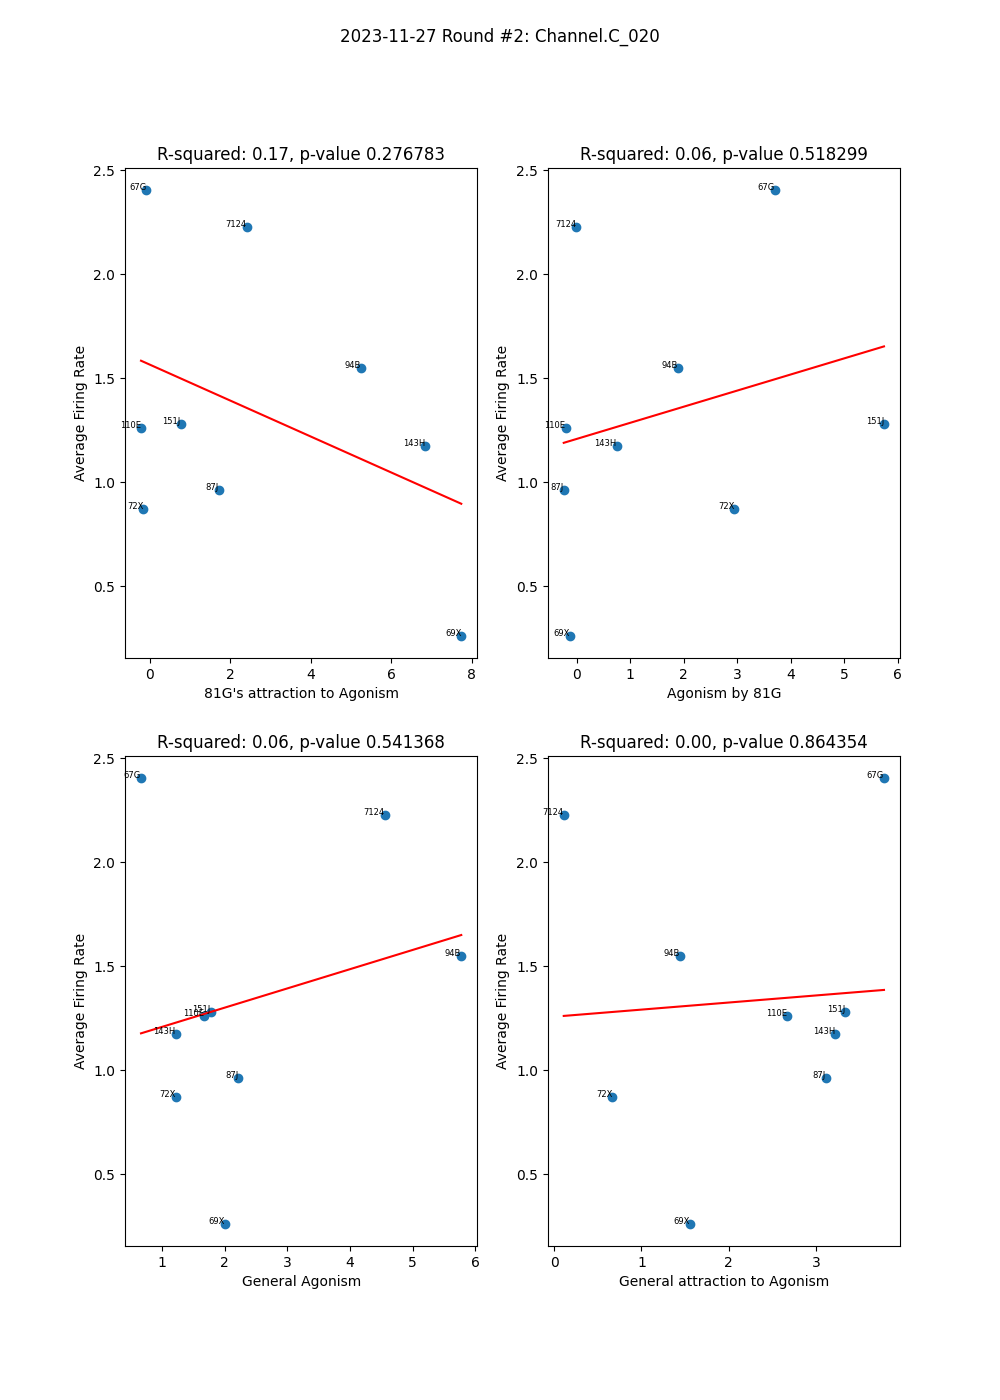 2023-11-27 Round #2: Channel.C_020
R-squared: 0.17, p-value 0.276783
2.5
2.0
1.5
1.0
0.5
Average Firing Rate
67G
7124
94B
110E
151J
143H
87J
72X
69X
0 2 4 6 8
81G's attraction to Agonism
R-squared: 0.06, p-value 0.518299
2.5
2.0
1.5
1.0
0.5
Average Firing Rate
67G
7124
94B
110E
151J
143H
87J
72X
69X
0 1 2 3 4 5 6
Agonism by 81G
R-squared: 0.06, p-value 0.541368
2.5
2.0
1.5
1.0
0.5
Average Firing Rate
67G
7124
94B
151J
110E
143H
87J
72X
69X
1 2 3 4 5 6
General Agonism
R-squared: 0.00, p-value 0.864354
2.5
2.0
1.5
1.0
0.5
Average Firing Rate
67G
7124
94B
110E
151J
143H
87J
72X
69X
0 1 2 3
General attraction to Agonism